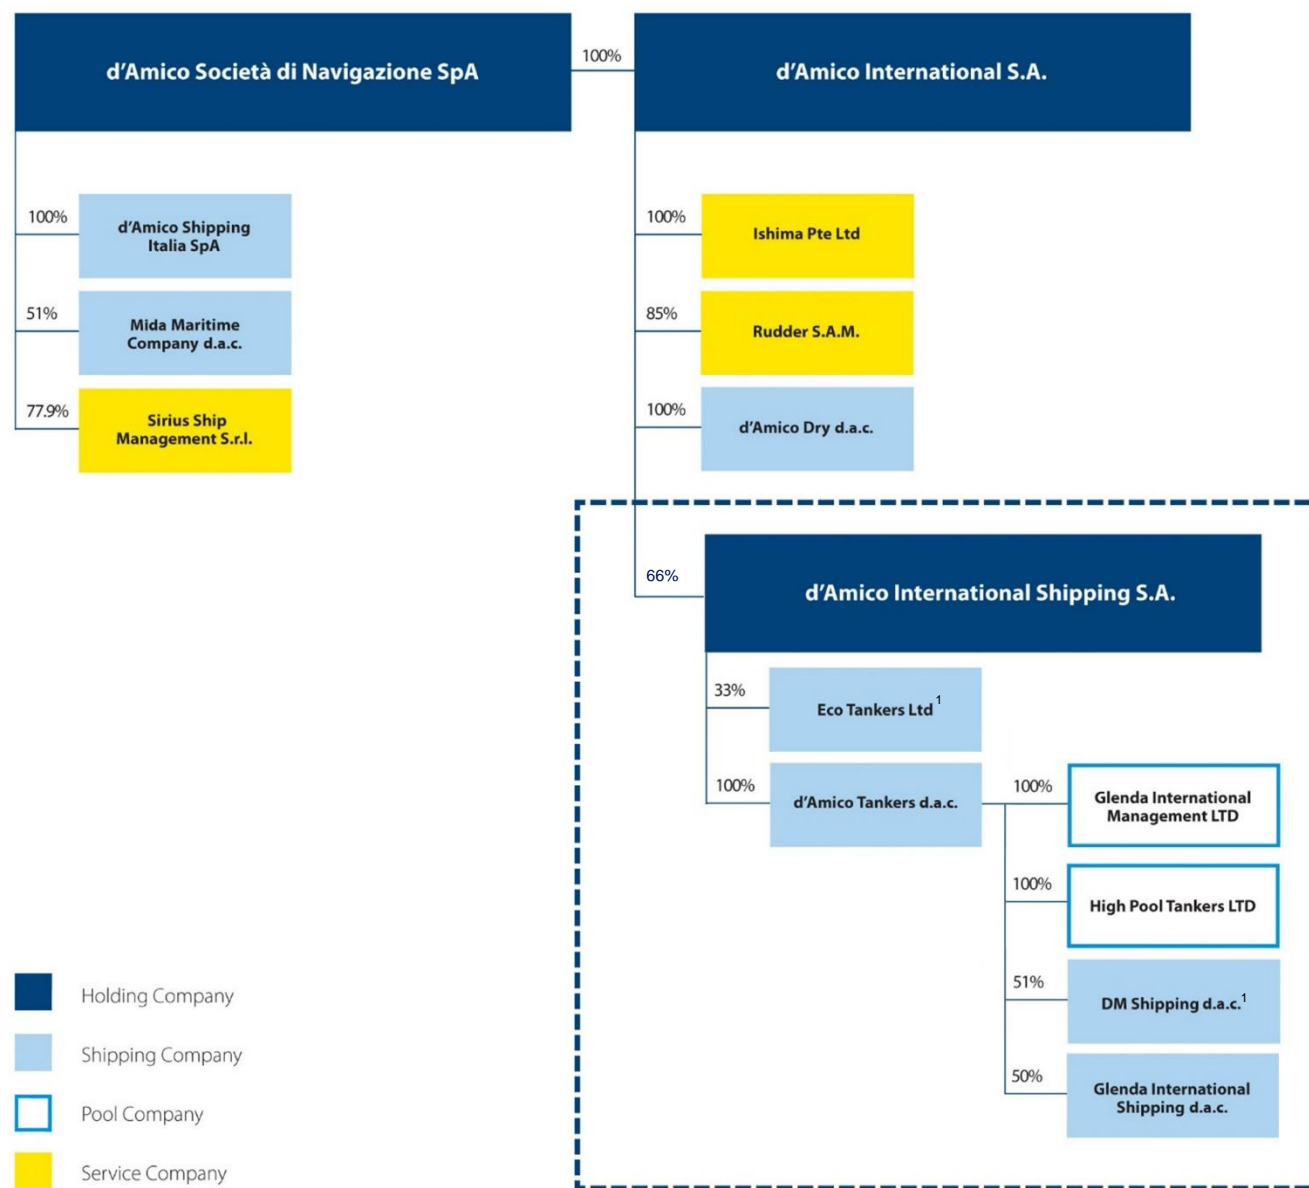 d'Amico Società di Navigazione SpA
100%
d'Amico International S.A.
100%
d'Amico Shipping
Italia SpA
51%
Mida Maritime
Company d.a.c.
77.9%
Sirius Ship
Management S.r.l.
100%
Ishima Pte Ltd
85%
Rudder S.A.M.
100%
d'Amico Dry d.a.c.
66%
d'Amico International Shipping S.A.
33%
Eco Tankers Ltd 1
100%
d'Amico Tankers d.a.c.
100%
Glenda International
Management LTD
100%
High Pool Tankers LTD
51%
DM Shipping d.a.c.1
50%
Glenda International
Shipping d.a.c.
Holding Company
Shipping Company
Pool Company
Service Company